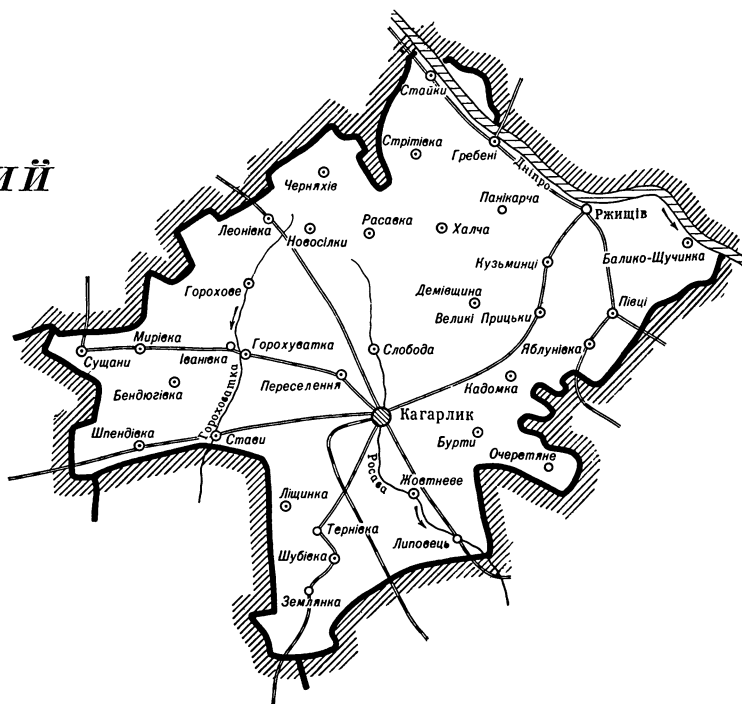 ИЙ
Стайки
Стрітівка
Гребені
Дніпро
Черняхів
Панікарча
Ржищів
Леонівка
Новосілки
Расавка
Халча
Балико-Щучинка
Кузьминці
Горохове
Демівщина
Великі Прицьки
Півці
Мирівка
Іванівка
Горохуватка
Слобода
Яблунівка
Сущани
Переселення
Бендюгівка
Кадомка
Гороховатка
Кагарлик
Шпендівка
Стави
Бурти
Очеретяне
Росава
Жовтневе
Ліщинка
Тернівка
Липовець
Шубівка
Землянка